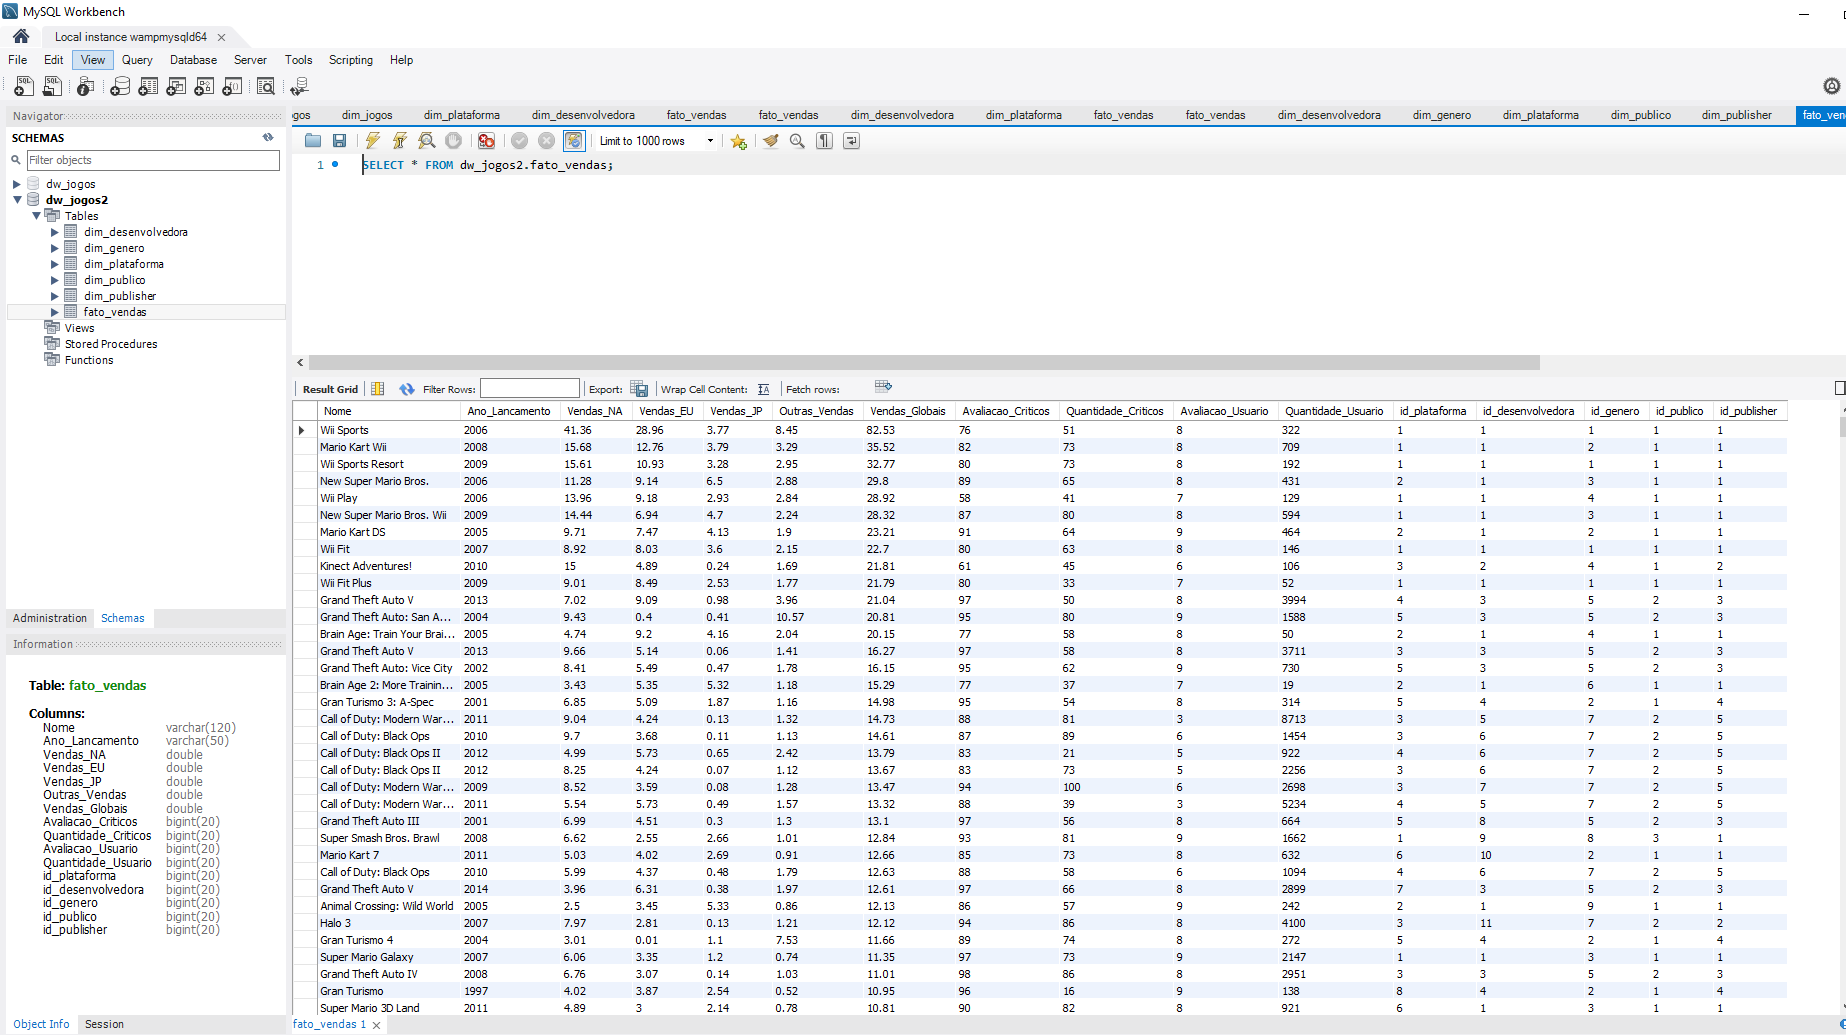 MySQL Workbench
Local instance wampmysqld64
File Edit View Query Database Server Tools Scripting Help
Navigator
SCHEMAS
Filter objects
dw_jogos
dw_jogos2
Tables
dim_desenvolvedora
dim_genero
dim_plataforma
dim_publico
dim_publisher
fato_vendas
Views
Stored Procedures
Functions
Administration Schemas
Information
Table: fato_vendas
Columns:
Nome varchar(120)
Ano_Lancamento varchar(50)
Vendas_NA double
Vendas_EU double
Vendas_JP double
Outras_Vendas double
Vendas_Globais double
Avaliacao_Criticos bigint(20)
Quantidade_Criticos bigint(20)
Avaliacao_Usuario bigint(20)
Quantidade_Usuario bigint(20)
id_plataforma bigint(20)
id_desenvolvedora bigint(20)
id_genero bigint(20)
id_publico bigint(20)
id_publisher bigint(20)
Object Info Session
ogos dim_jogos dim_plataforma dim_desenvolvedora fato_vendas fato_vendas dim_desenvolvedora dim_plataforma fato_vendas fato_vendas dim_desenvolvedora dim_genero dim_plataforma dim_publico dim_publisher fato_ven
Limit to 1000 rows
1 SELECT * FROM dw_jogos2.fato_vendas;
Result Grid Filter Rows: Export: Wrap Cell Content: Fetch rows:
Nome Ano_Lancamento Vendas_NA Vendas_EU Vendas_JP Outras_Vendas Vendas_Globais Avaliacao_Criticos Quantidade_Criticos Avaliacao_Usuario Quantidade_Usuario id_plataforma id_desenvolvedora id_genero id_publico id_publisher
Wii Sports 2006 41.36 28.96 3.77 8.45 82.53 76 51 8 322 1 1 1 1 1
Mario Kart Wii 2008 15.68 12.76 3.79 3.29 35.52 82 73 8 709 1 1 2 1 1
Wii Sports Resort 2009 15.61 10.93 3.28 2.95 32.77 80 73 8 192 1 1 1 1 1
New Super Mario Bros. 2006 11.28 9.14 6.5 2.88 29.8 89 65 8 431 2 1 3 1 1
Wii Play 2006 13.96 9.18 2.93 2.84 28.92 58 41 7 129 1 1 4 1 1
New Super Mario Bros. Wii 2009 14.44 6.94 4.7 2.24 28.32 87 80 8 594 1 1 3 1 1
Mario Kart DS 2005 9.71 7.47 4.13 1.9 23.21 91 64 9 464 2 1 2 1 1
Wii Fit 2007 8.92 8.03 3.6 2.15 22.7 80 63 8 146 1 1 1 1 1
Kinect Adventures! 2010 15 4.89 0.24 1.69 21.81 61 45 6 106 3 2 4 1 2
Wii Fit Plus 2009 9.01 8.49 2.53 1.77 21.79 80 33 7 52 1 1 1 1 1
Grand Theft Auto V 2013 7.02 9.09 0.98 3.96 21.04 97 50 8 3994 4 3 5 2 3
Grand Theft Auto: San A... 2004 9.43 0.4 0.41 10.57 20.81 95 80 9 1588 5 3 5 2 3
Brain Age: Train Your Brai... 2005 4.74 9.2 4.16 2.04 20.15 77 58 8 50 2 1 4 1 1
Grand Theft Auto V 2013 9.66 5.14 0.06 1.41 16.27 97 58 8 3711 3 3 5 2 3
Grand Theft Auto: Vice City 2002 8.41 5.49 0.47 1.78 16.15 95 62 9 730 5 3 5 2 3
Brain Age 2: More Trainin... 2005 3.43 5.35 5.32 1.18 15.29 77 37 7 19 2 1 6 1 1
Gran Turismo 3: A-Spec 2001 6.85 5.09 1.87 1.16 14.98 95 54 8 314 5 4 2 1 4
Call of Duty: Modern War... 2011 9.04 4.24 0.13 1.32 14.73 88 81 3 8713 3 5 7 2 5
Call of Duty: Black Ops 2010 9.7 3.68 0.11 1.13 14.61 87 89 6 1454 3 6 7 2 5
Call of Duty: Black Ops II 2012 4.99 5.73 0.65 2.42 13.79 83 21 5 922 4 6 7 2 5
Call of Duty: Black Ops II 2012 8.25 4.24 0.07 1.12 13.67 83 73 5 2256 3 6 7 2 5
Call of Duty: Modern War... 2009 8.52 3.59 0.08 1.28 13.47 94 100 6 2698 3 7 7 2 5
Call of Duty: Modern War... 2011 5.54 5.73 0.49 1.57 13.32 88 39 3 5234 4 5 7 2 5
Grand Theft Auto III 2001 6.99 4.51 0.3 1.3 13.1 97 56 8 664 5 8 5 2 3
Super Smash Bros. Brawl 2008 6.62 2.55 2.66 1.01 12.84 93 81 9 1662 1 9 8 3 1
Mario Kart 7 2011 5.03 4.02 2.69 0.91 12.66 85 73 8 632 6 10 2 1 1
Call of Duty: Black Ops 2010 5.99 4.37 0.48 1.79 12.63 88 58 6 1094 4 6 7 2 5
Grand Theft Auto V 2014 3.96 6.31 0.38 1.97 12.61 97 66 8 2899 7 3 5 2 3
Animal Crossing: Wild World 2005 2.5 3.45 5.33 0.86 12.13 86 57 9 242 2 1 9 1 1
Halo 3 2007 7.97 2.81 0.13 1.21 12.12 94 86 8 4100 3 11 7 2 2
Gran Turismo 4 2004 3.01 0.01 1.1 7.53 11.66 89 74 8 272 5 4 2 1 4
Super Mario Galaxy 2007 6.06 3.35 1.2 0.74 11.35 97 73 9 2147 1 1 3 1 1
Grand Theft Auto IV 2008 6.76 3.07 0.14 1.03 11.01 98 86 8 2951 3 3 5 2 3
Gran Turismo 1997 4.02 3.87 2.54 0.52 10.95 96 16 9 138 8 4 2 1 4
Super Mario 3D Land 2011 4.89 3 2.14 0.78 10.81 90 82 8 921 6 1 3 1 1
fato_vendas 1